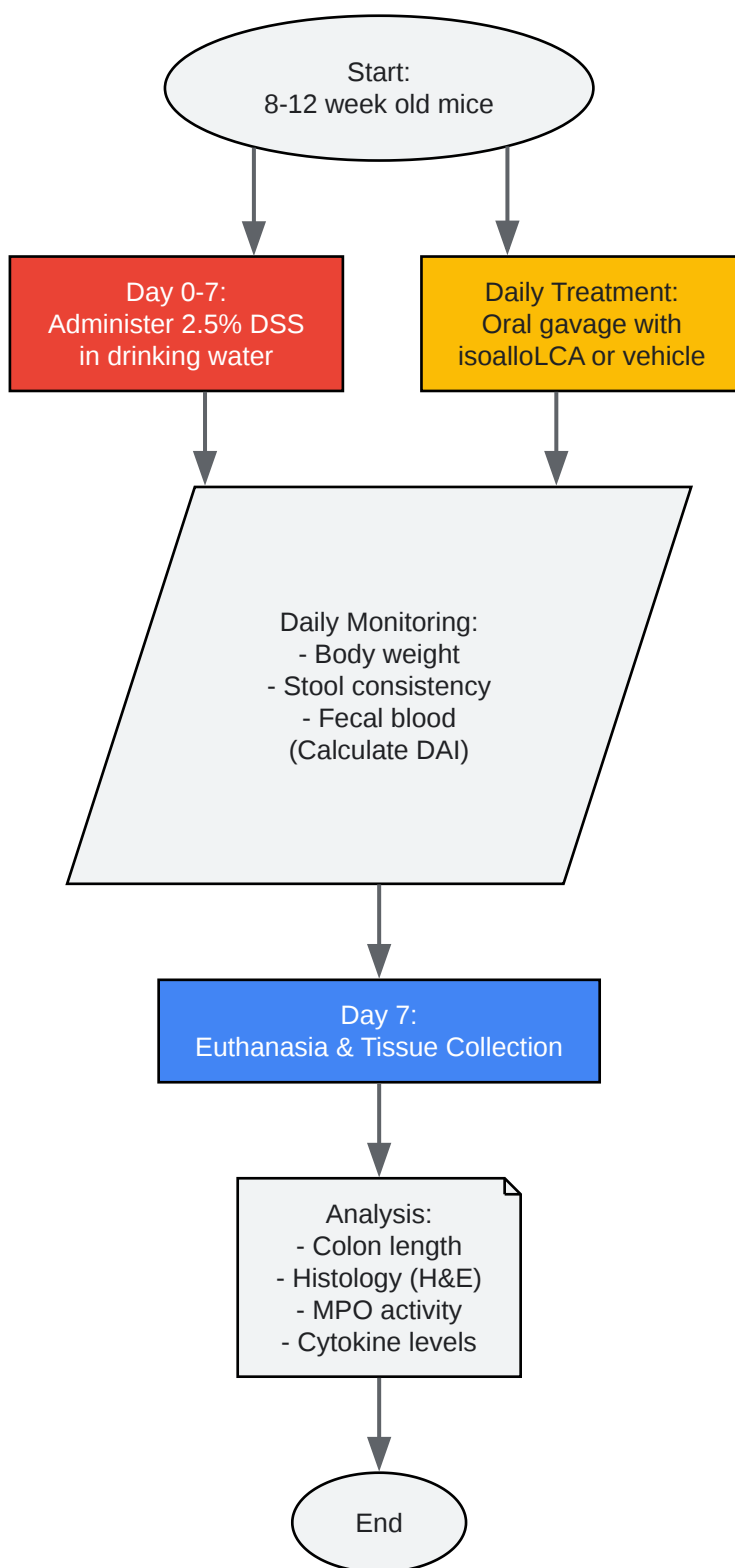 Start:
8-12 week old mice
Day 0-7:
Administer 2.5% DSS
in drinking water
Daily Treatment:
Oral gavage with
isoalloLCA or vehicle
Daily Monitoring:
- Body weight
- Stool consistency
- Fecal blood
(Calculate DAI)
Day 7:
Euthanasia & Tissue Collection
Analysis:
- Colon length
- Histology (H&E)
- MPO activity
- Cytokine levels
End